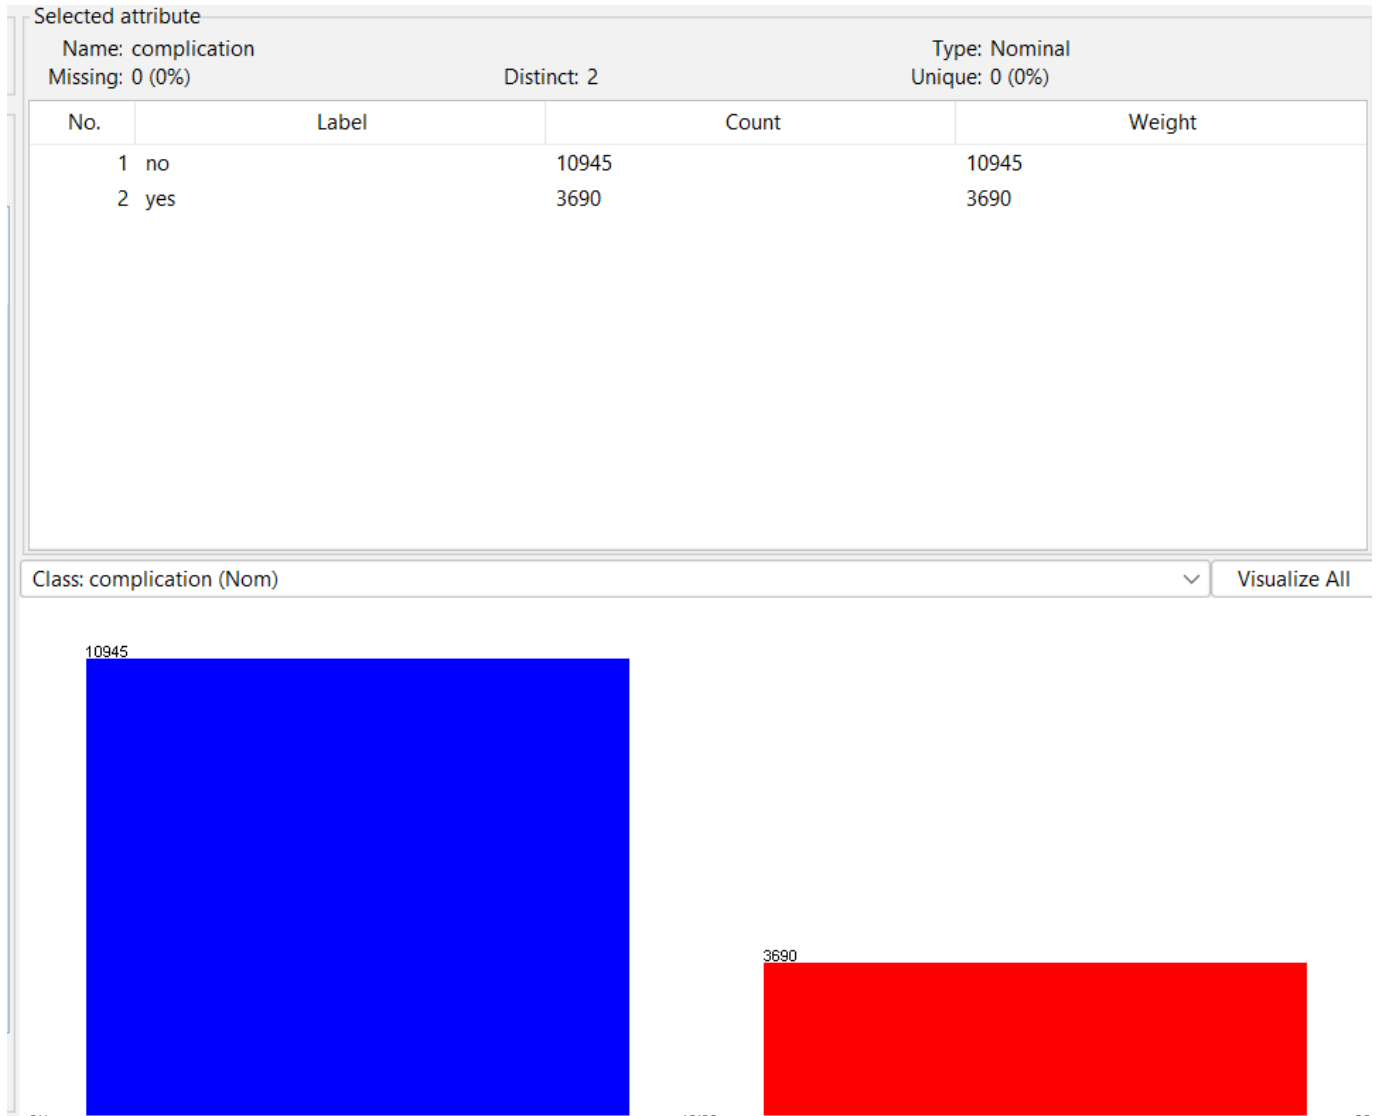 Selected attribute
Name: complication Type: Nominal
Missing: 0 (0%) Distinct: 2 Unique: 0 (0%)
No. Label Count Weight
1 no 10945 10945
2 yes 3690 3690
Class: complication (Nom) Visualize All
10945
3690